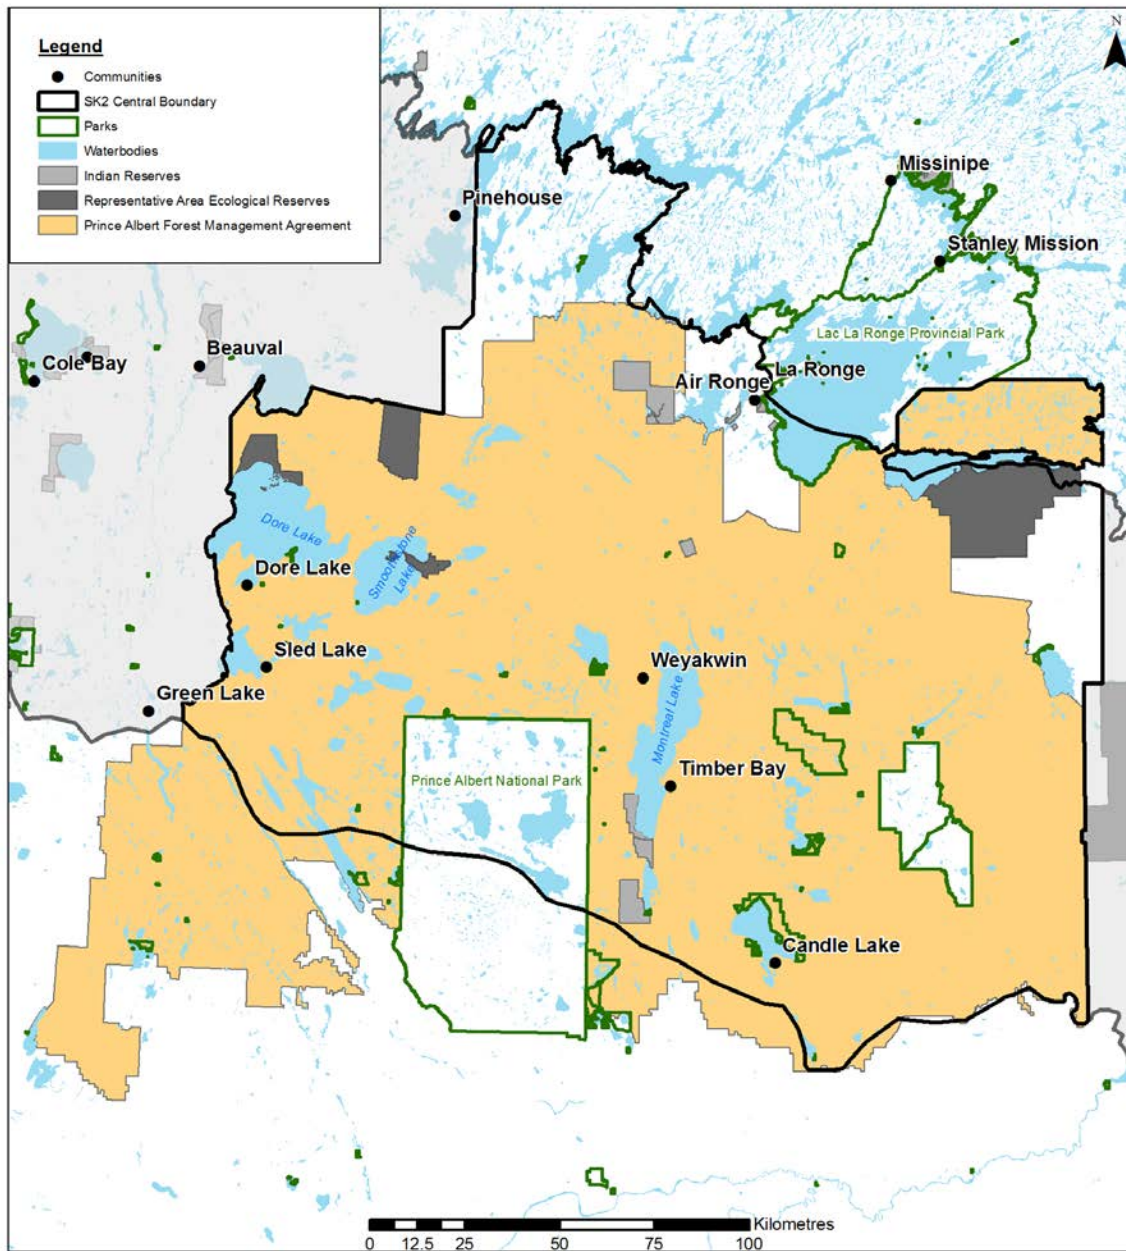 Legend
Communities
SK2 Central Boundary
Parks
Waterbodies
Indian Reserves
Representative Area Ecological Reserves
Prince Albert Forest Management Agreement
N
Missinipe
Pinehouse
Stanley Mission
Lac La Ronge Provincial Park
Beauval
Cole Bay
La Ronge
Air Ronge
Dore Lake
Smoothstone
Lake
Dore Lake
Sled Lake
Weyakwin
Green Lake
Montreal Lake
Timber Bay
Prince Albert National Park
Candle Lake
Kilometres
0 12.5 25 50 75 100